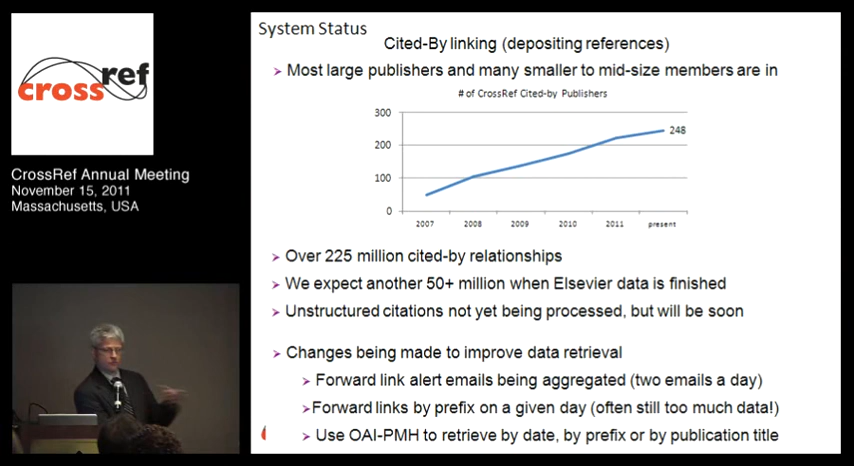 cross
ref
CrossRef Annual Meeting
November 15, 2011
Massachusetts, USA
System Status
Cited-By linking (depositing references)
Most large publishers and many smaller to mid-size members are in
# of CrossRef Cited-by Publishers
300
200
100
0
248
2007 2008 2009 2010 2011 present
Over 225 million cited-by relationships
We expect another 50+ million when Elsevier data is finished
Unstructured citations not yet being processed, but will be soon
Changes being made to improve data retrieval
Forward link alert emails being aggregated (two emails a day)
Forward links by prefix on a given day (often still too much data!)
Use OAI-PMH to retrieve by date, by prefix or by publication title